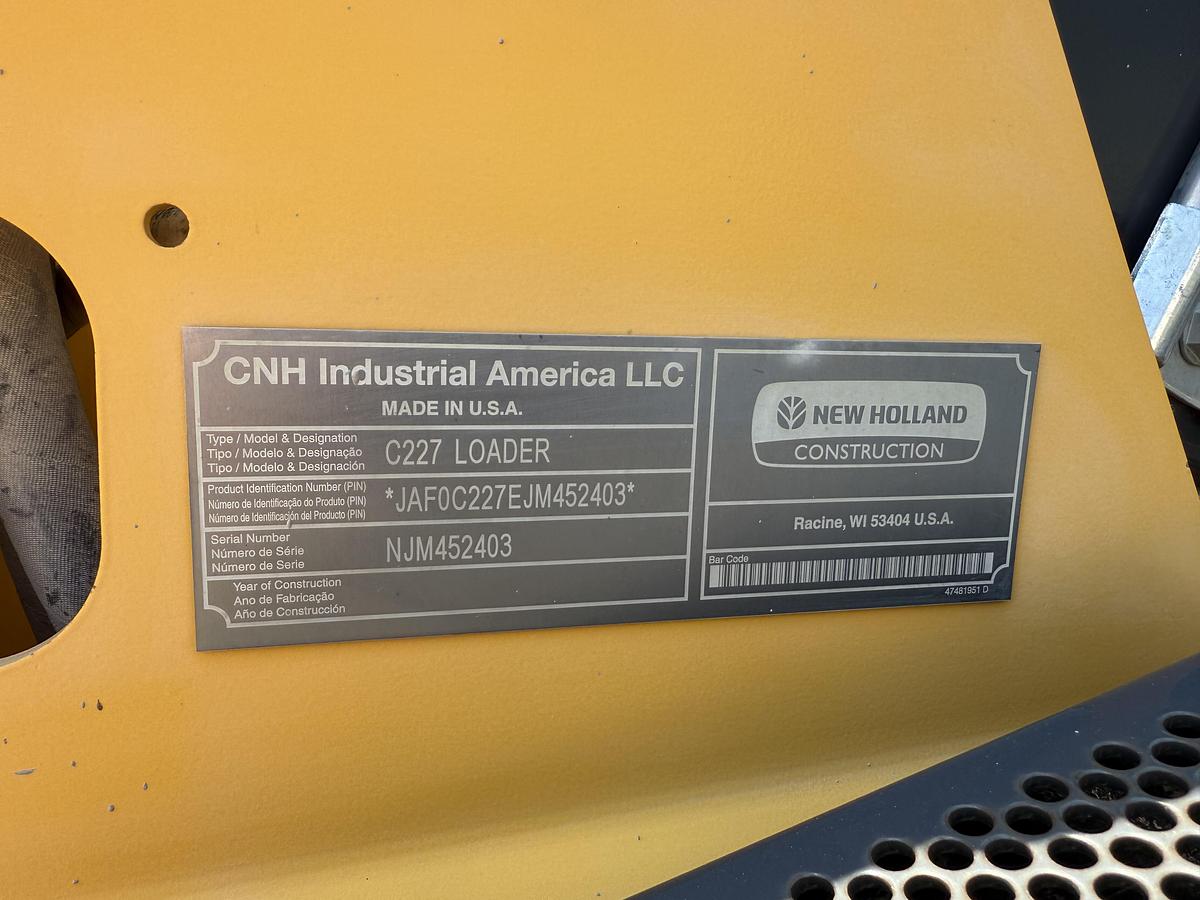 CNH Industrial America LLC
MADE IN U.S.A.
Type / Model & Designation
Tipo / Modelo & Designação
Tipo / Modelo & Designación
C227 LOADER
Product Identification Number (PIN)
Número de Identificação do Produto (PIN)
Número de Identificación del Producto (PIN)
*JAF0C227EJM452403*
Serial Number
Número de Série
Número de Serie
NJM452403
Year of Construction
Ano de Fabricação
Año de Construcción
NEW HOLLAND
CONSTRUCTION
Racine, WI 53404 U.S.A.
Bar Code
47481951 D